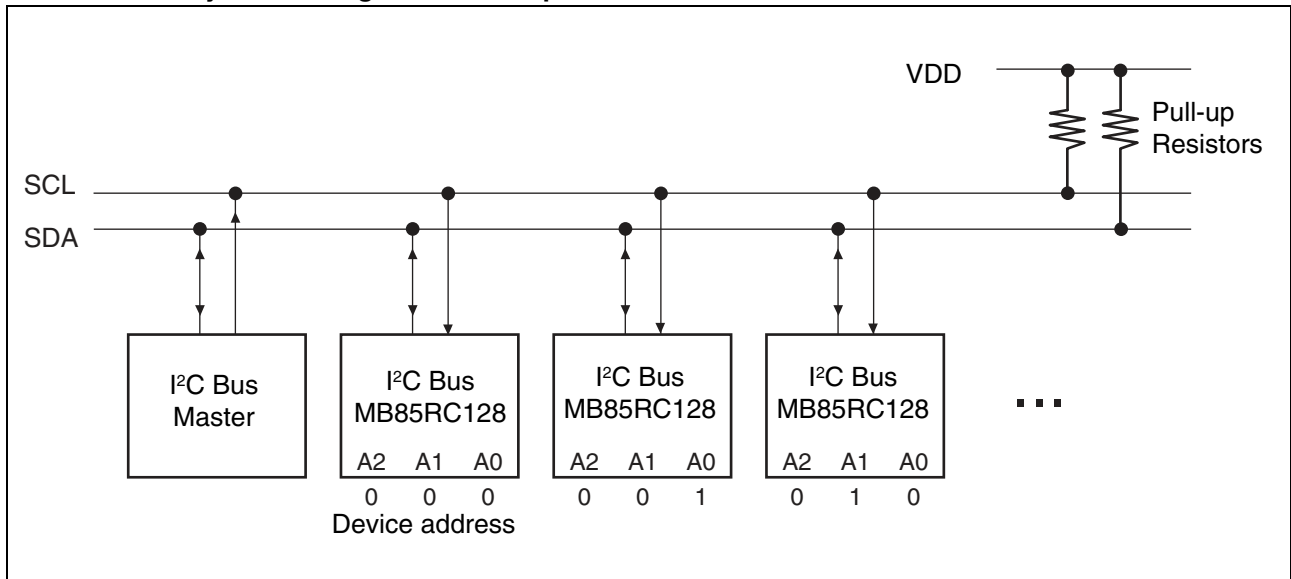 VDD
Pull-up
Resistors
SCL
SDA
I²C Bus
Master
I²C Bus
MB85RC128
A2 A1 A0
0 0 0
Device address
I²C Bus
MB85RC128
A2 A1 A0
0 0 1
I²C Bus
MB85RC128
A2 A1 A0
0 1 0
...